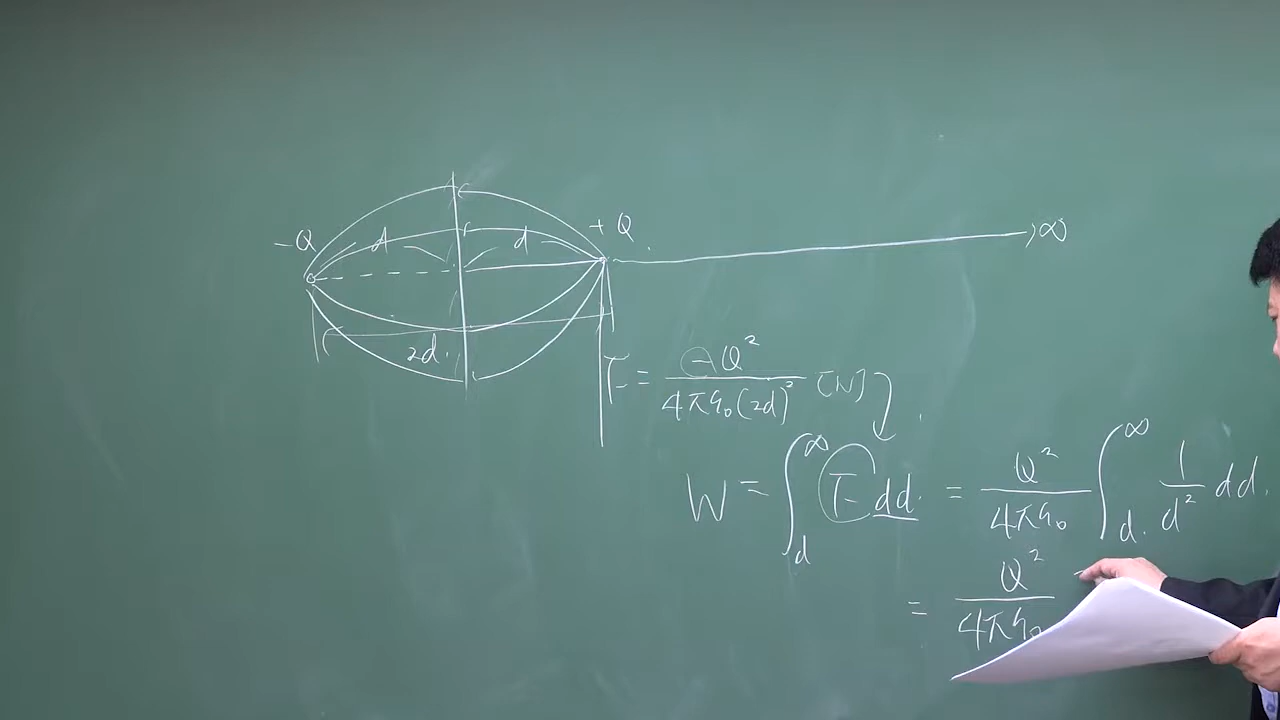 -Q d d +Q. → ∞
2d.
F = ⊖Q² / 4πε₀(2d)² [N]
W = ∫_d^∞ F dd. = Q² / 4πε₀ ∫_d.^∞ 1/d² dd.
= Q² / 4πε₀